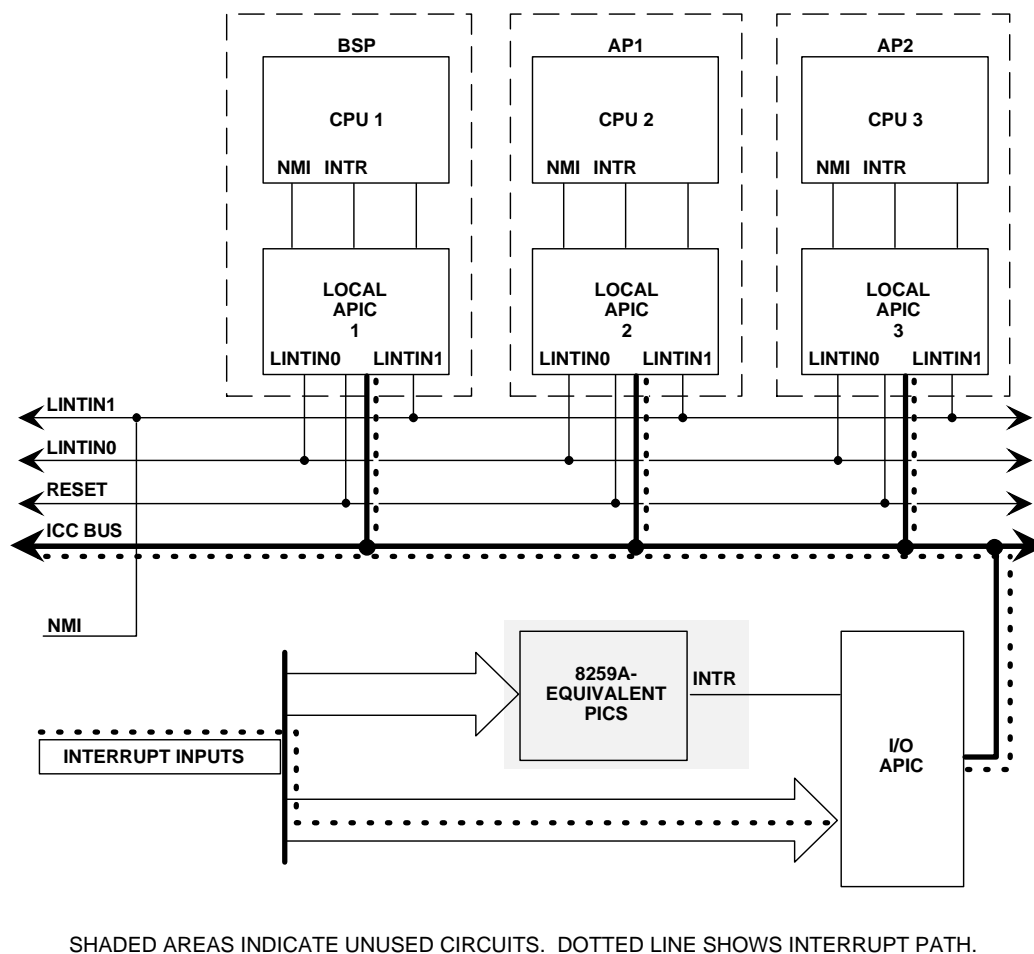 BSP
AP1
AP2
CPU 1
CPU 2
CPU 3
NMI INTR
NMI INTR
NMI INTR
LOCAL
APIC
1
LOCAL
APIC
2
LOCAL
APIC
3
LINTIN0 LINTIN1
LINTIN0 LINTIN1
LINTIN0 LINTIN1
LINTIN1
LINTIN0
RESET
ICC BUS
NMI
8259A-
EQUIVALENT
PICS
INTR
INTERRUPT INPUTS
I/O
APIC
SHADED AREAS INDICATE UNUSED CIRCUITS. DOTTED LINE SHOWS INTERRUPT PATH.